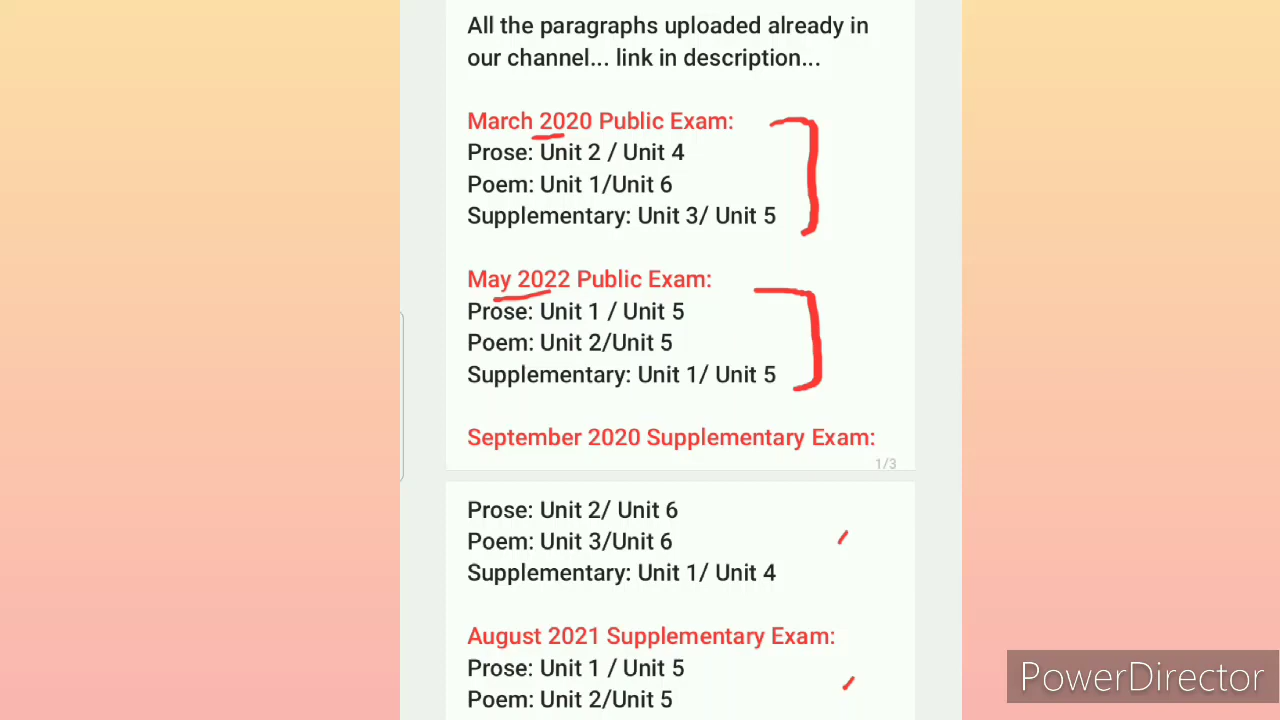 All the paragraphs uploaded already in
our channel... link in description...
March 2020 Public Exam:
Prose: Unit 2 / Unit 4
Poem: Unit 1/Unit 6
Supplementary: Unit 3/ Unit 5
May 2022 Public Exam:
Prose: Unit 1 / Unit 5
Poem: Unit 2/Unit 5
Supplementary: Unit 1/ Unit 5
September 2020 Supplementary Exam:
1/3
Prose: Unit 2/ Unit 6
Poem: Unit 3/Unit 6
Supplementary: Unit 1/ Unit 4
August 2021 Supplementary Exam:
Prose: Unit 1 / Unit 5
Poem: Unit 2/Unit 5
PowerDirector